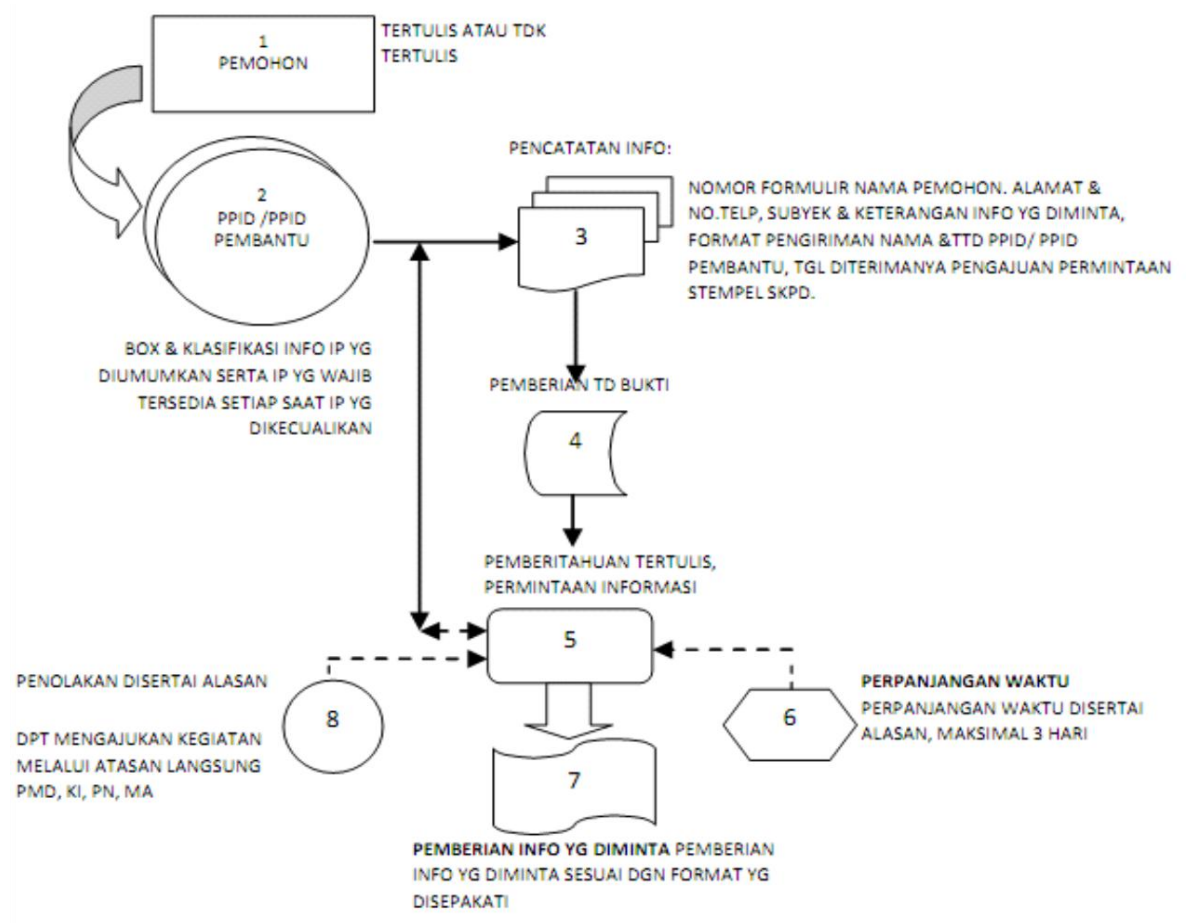 1
PEMOHON
TERTULIS ATAU TDK
TERTULIS
2
PPID /PPID
PEMBANTU
BOX & KLASIFIKASI INFO IP YG
DIUMUMKAN SERTA IP YG WAJIB
TERSEDIA SETIAP SAAT IP YG
DIKECUALIKAN
PENCATATAN INFO:
3
NOMOR FORMULIR NAMA PEMOHON. ALAMAT &
NO.TELP, SUBYEK & KETERANGAN INFO YG DIMINTA,
FORMAT PENGIRIMAN NAMA &TTD PPID/ PPID
PEMBANTU, TGL DITERIMANYA PENGAJUAN PERMINTAAN
STEMPEL SKPD.
PEMBERIAN TD BUKTI
4
PEMBERITAHUAN TERTULIS,
PERMINTAAN INFORMASI
5
6
PERPANJANGAN WAKTU
PERPANJANGAN WAKTU DISERTAI
ALASAN, MAKSIMAL 3 HARI
7
PEMBERIAN INFO YG DIMINTA PEMBERIAN
INFO YG DIMINTA SESUAI DGN FORMAT YG
DISEPAKATI
8
PENOLAKAN DISERTAI ALASAN
DPT MENGAJUKAN KEGIATAN
MELALUI ATASAN LANGSUNG
PMD, KI, PN, MA